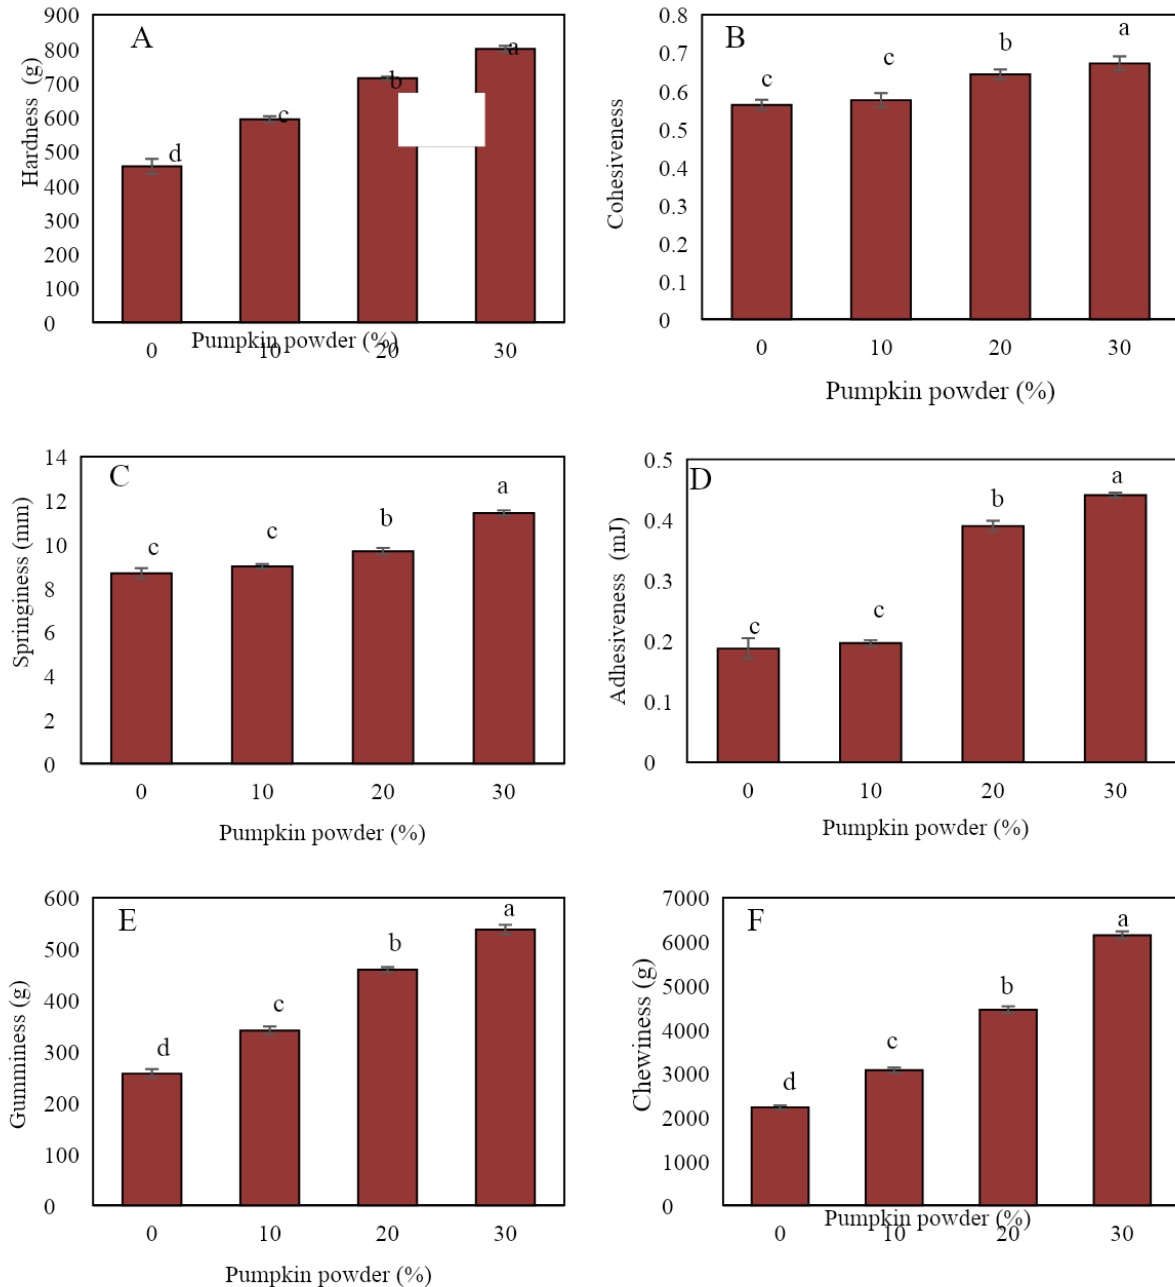 A
Hardness (g)
900
800
700
600
500
400
300
200
100
0
d
c
b
a
0
10
20
30
Pumpkin powder (%)
B
Cohesiveness
0.8
0.7
0.6
0.5
0.4
0.3
0.2
0.1
0
c
c
b
a
0
10
20
30
Pumpkin powder (%)
C
Springiness (mm)
14
12
10
8
6
4
2
0
c
c
b
a
0
10
20
30
Pumpkin powder (%)
D
Adhesiveness (mJ)
0.5
0.4
0.3
0.2
0.1
0
c
c
b
a
0
10
20
30
Pumpkin powder (%)
E
Gumminess (g)
600
500
400
300
200
100
0
d
c
b
a
0
10
20
30
Pumpkin powder (%)
F
Chewiness (g)
7000
6000
5000
4000
3000
2000
1000
0
d
c
b
a
0
10
20
30
Pumpkin powder (%)